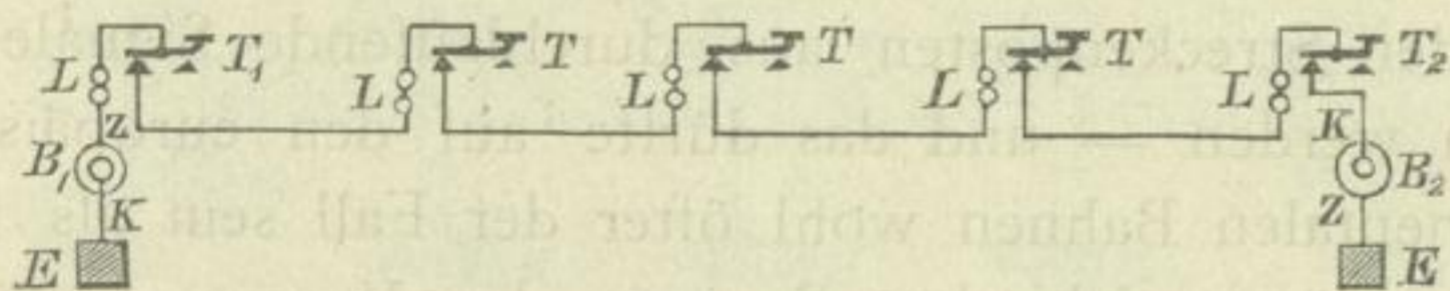 L T₁ L T L T L T L T₂
Z K
B₁ B₂
K Z
E E